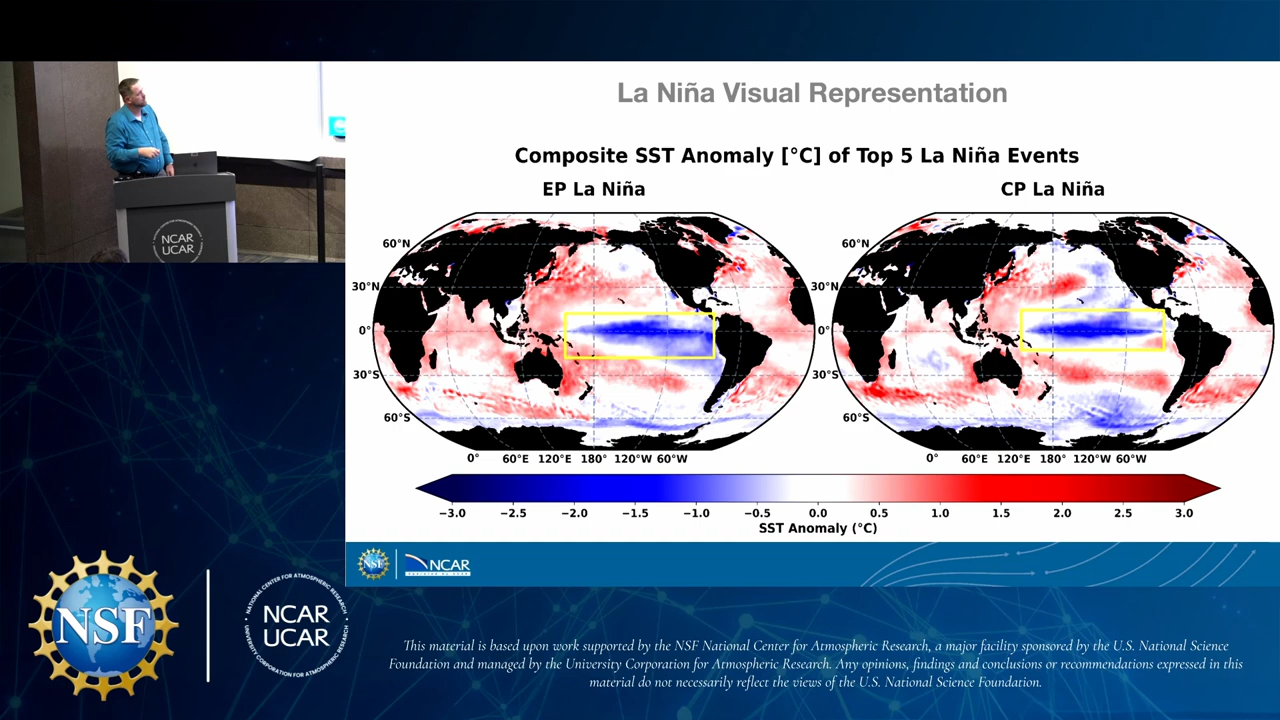 La Niña Visual Representation
Composite SST Anomaly [°C] of Top 5 La Niña Events
EP La Niña
CP La Niña
60°N
30°N
0°
30°S
60°S
0° 60°E 120°E 180° 120°W 60°W
60°N
30°N
0°
30°S
60°S
0° 60°E 120°E 180° 120°W 60°W
−3.0 −2.5 −2.0 −1.5 −1.0 −0.5 0.0 0.5 1.0 1.5 2.0 2.5 3.0
SST Anomaly (°C)
NCAR
UCAR
NCAR
NSF
NATIONAL CENTER FOR ATMOSPHERIC RESEARCH
NCAR
UCAR
UNIVERSITY CORPORATION FOR ATMOSPHERIC RESEARCH
This material is based upon work supported by the NSF National Center for Atmospheric Research, a major facility sponsored by the U.S. National Science
Foundation and managed by the University Corporation for Atmospheric Research. Any opinions, findings and conclusions or recommendations expressed in this
material do not necessarily reflect the views of the U.S. National Science Foundation.